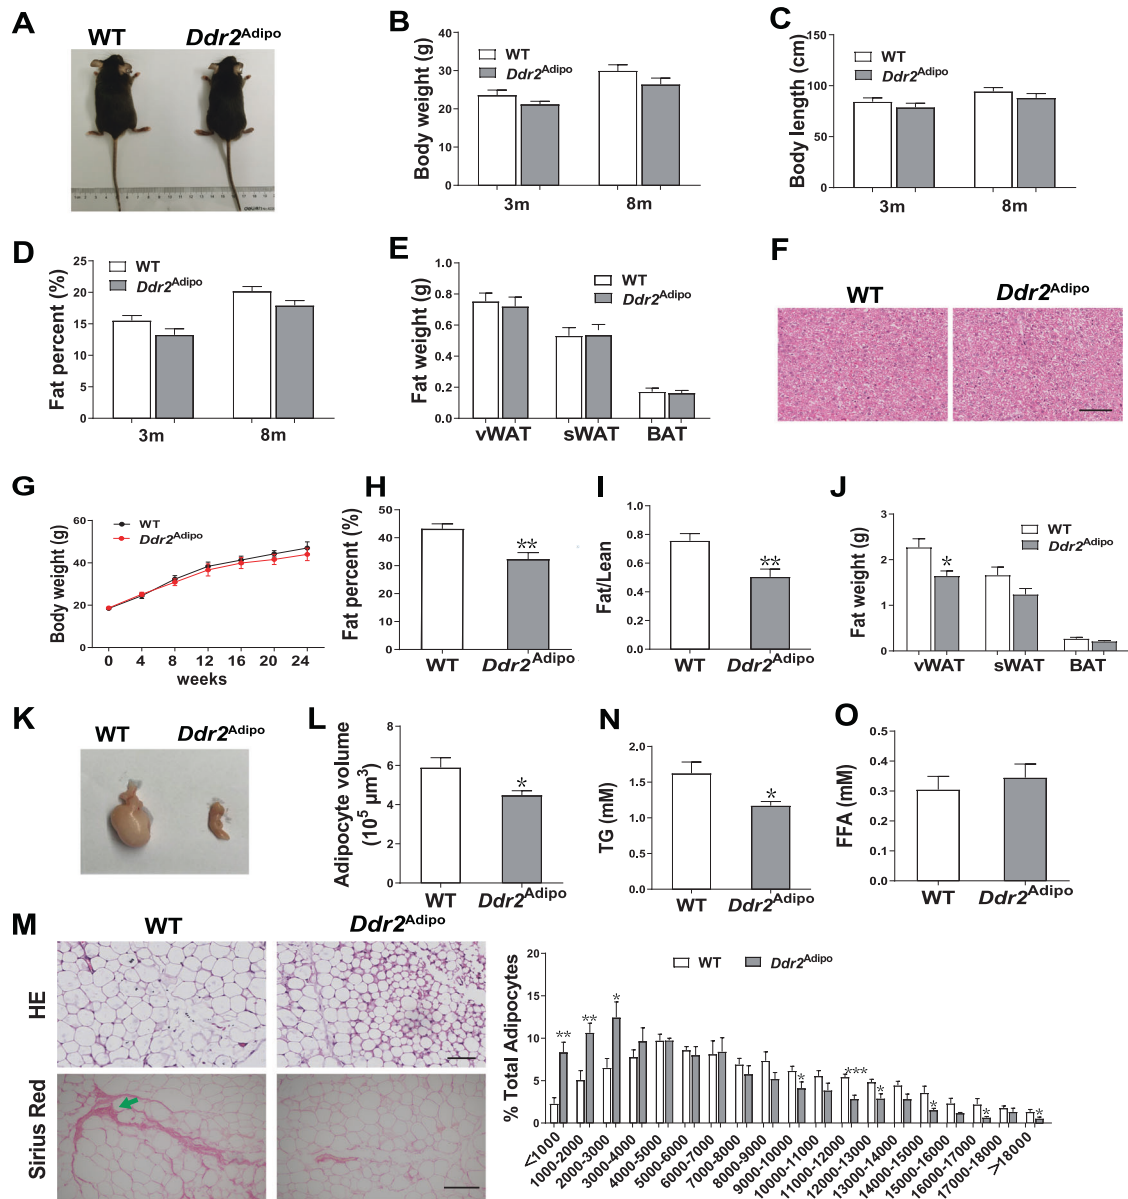 A
WT Ddr2Adipo
B
Body weight (g)
40
30
20
10
0
WT
Ddr2Adipo
3m 8m
C
Body length (cm)
150
100
50
0
WT
Ddr2Adipo
3m 8m
D
Fat percent (%)
25
20
15
10
5
0
WT
Ddr2Adipo
3m 8m
E
Fat weight (g)
1.0
0.8
0.6
0.4
0.2
0.0
WT
Ddr2Adipo
vWAT sWAT BAT
F
WT Ddr2Adipo
G
Body weight (g)
60
40
20
0
WT
Ddr2Adipo
0 4 8 12 16 20 24
weeks
H
Fat percent (%)
50
40
30
20
10
0
**
WT Ddr2Adipo
I
Fat/Lean
1.0
0.8
0.6
0.4
0.2
0.0
**
WT Ddr2Adipo
J
Fat weight (g)
3
2
1
0
WT
Ddr2Adipo
*
vWAT sWAT BAT
K
WT Ddr2Adipo
L
Adipocyte volume
(10⁵ µm³)
8
6
4
2
0
*
WT Ddr2Adipo
N
TG (mM)
2.0
1.5
1.0
0.5
0.0
*
WT Ddr2Adipo
O
FFA (mM)
0.5
0.4
0.3
0.2
0.1
0.0
WT Ddr2Adipo
M
WT Ddr2Adipo
HE
Sirius Red
% Total Adipocytes
20
15
10
5
0
WT Ddr2Adipo
** ** * * *** * * * *
<1000
1000-2000
2000-3000
3000-4000
4000-5000
5000-6000
6000-7000
7000-8000
8000-9000
9000-10000
10000-11000
11000-12000
12000-13000
13000-14000
14000-15000
15000-16000
16000-17000
17000-18000
>18000